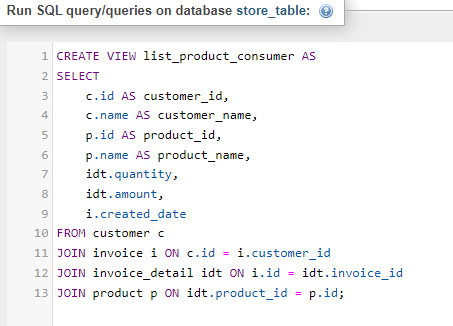 Run SQL query/queries on database store_table:
1 CREATE VIEW list_product_consumer AS
2 SELECT
3     c.id AS customer_id,
4     c.name AS customer_name,
5     p.id AS product_id,
6     p.name AS product_name,
7     idt.quantity,
8     idt.amount,
9     i.created_date
10 FROM customer c
11 JOIN invoice i ON c.id = i.customer_id
12 JOIN invoice_detail idt ON i.id = idt.invoice_id
13 JOIN product p ON idt.product_id = p.id;